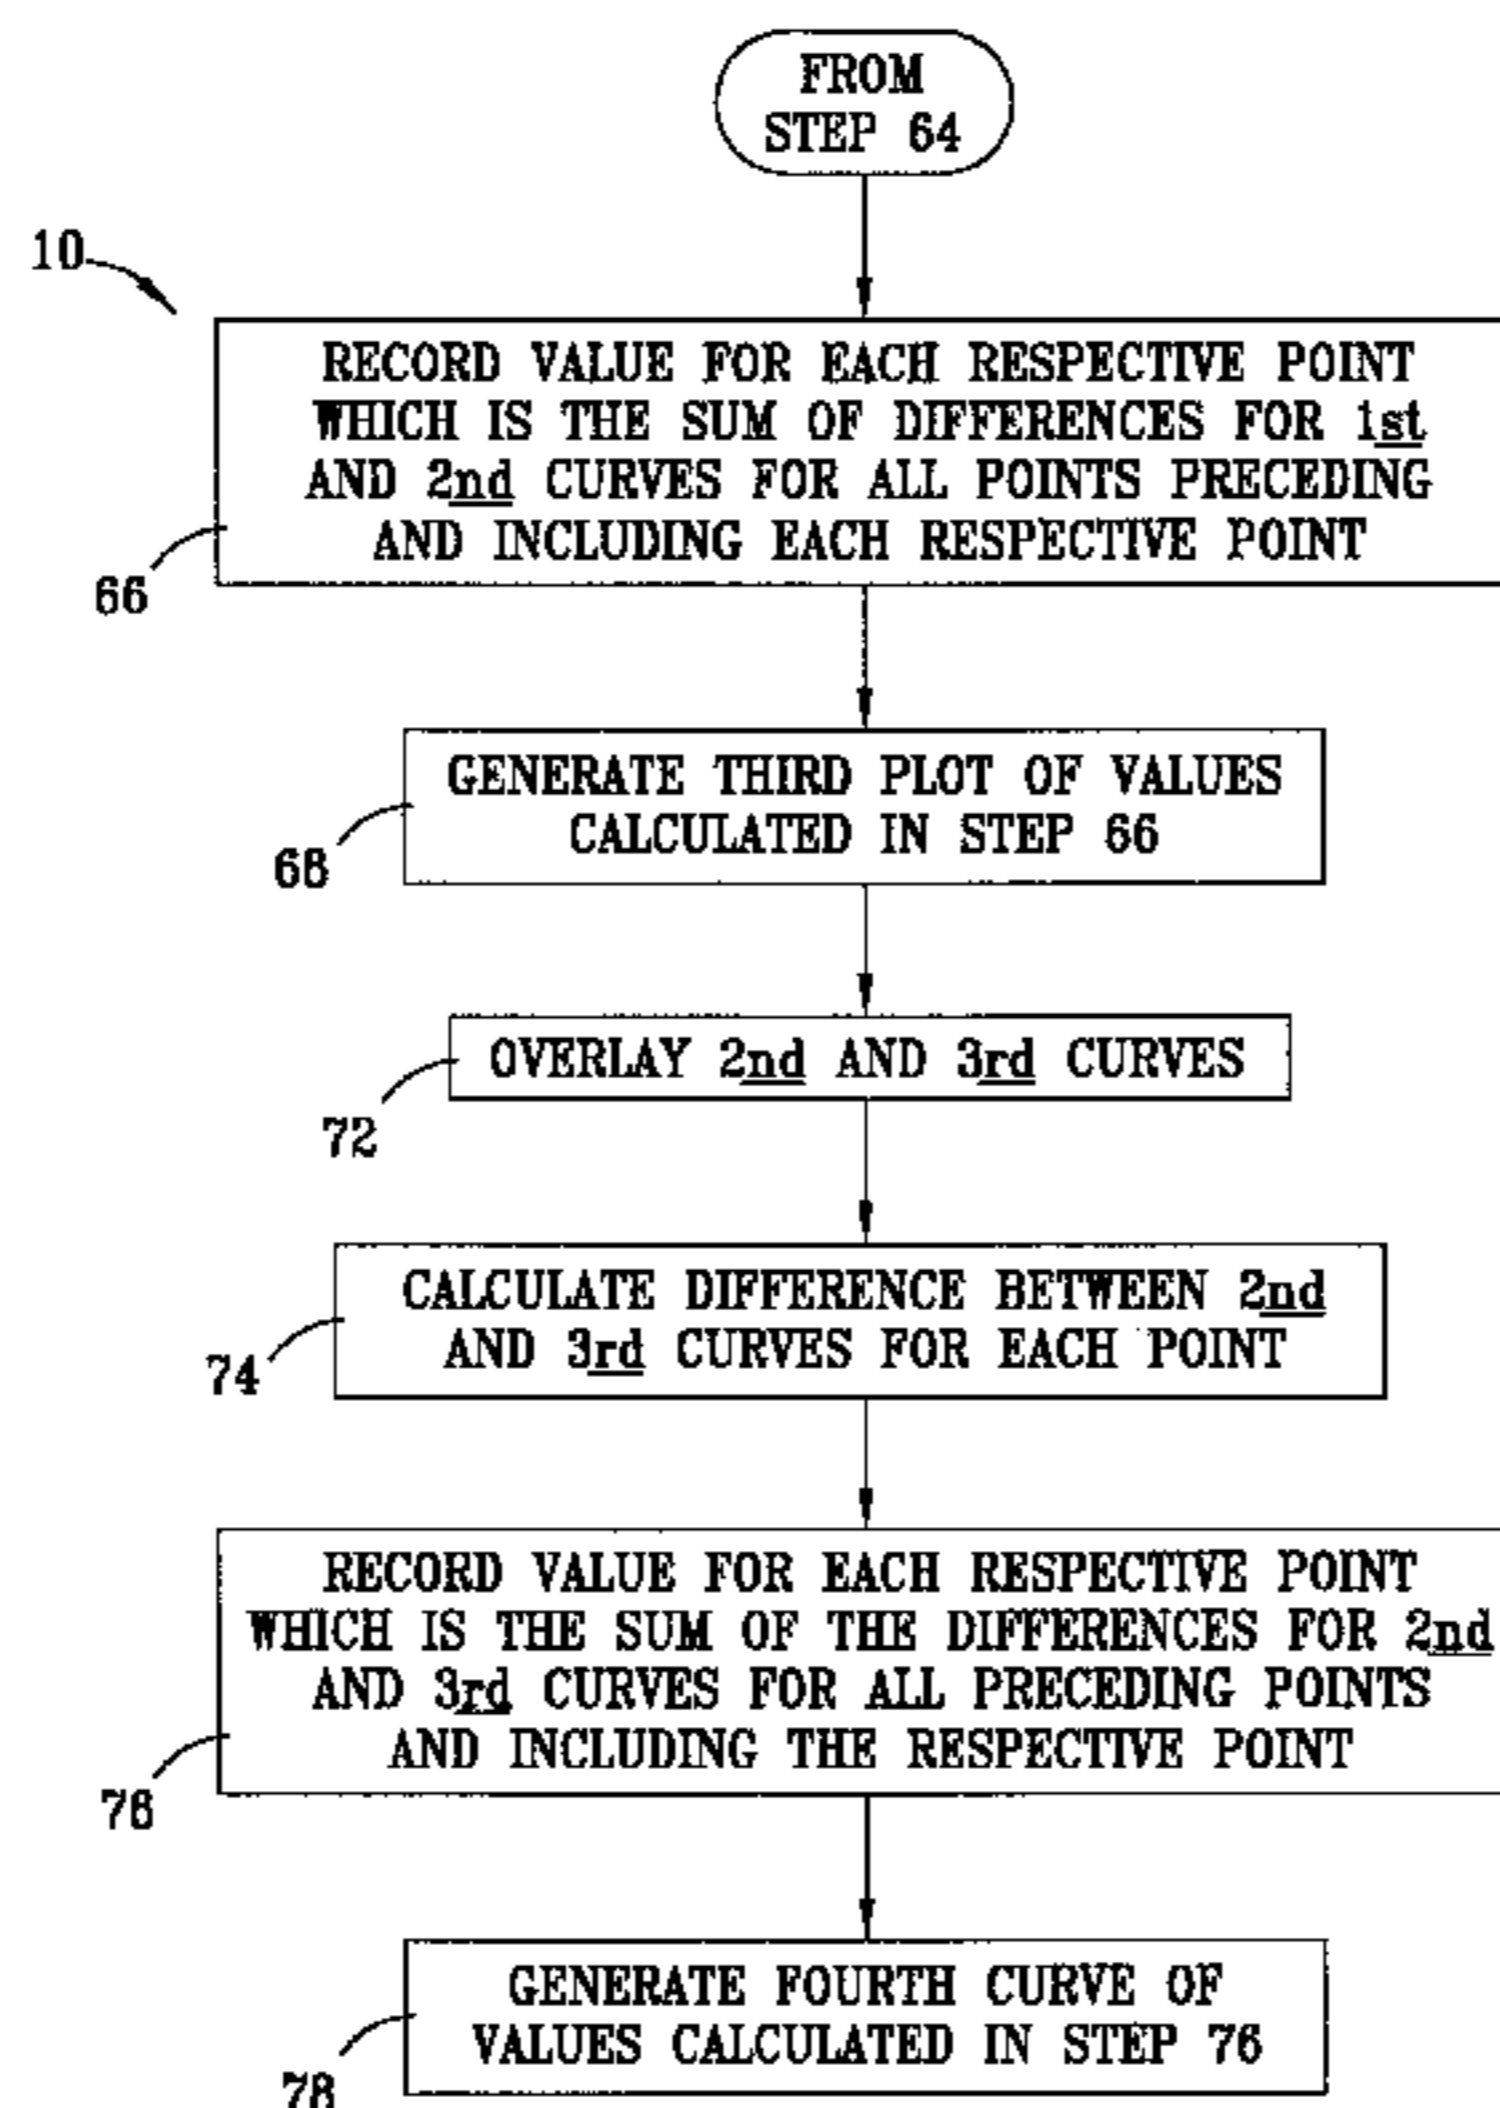 FROM
STEP 64
10
RECORD VALUE FOR EACH RESPECTIVE POINT
WHICH IS THE SUM OF DIFFERENCES FOR 1st
AND 2nd CURVES FOR ALL POINTS PRECEDING
AND INCLUDING EACH RESPECTIVE POINT
66
GENERATE THIRD PLOT OF VALUES
CALCULATED IN STEP 66
68
OVERLAY 2nd AND 3rd CURVES
72
CALCULATE DIFFERENCE BETWEEN 2nd
AND 3rd CURVES FOR EACH POINT
74
RECORD VALUE FOR EACH RESPECTIVE POINT
WHICH IS THE SUM OF THE DIFFERENCES FOR 2nd
AND 3rd CURVES FOR ALL PRECEDING POINTS
AND INCLUDING THE RESPECTIVE POINT
76
GENERATE FOURTH CURVE OF
VALUES CALCULATED IN STEP 76
78